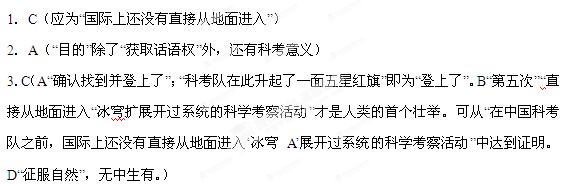 1. C（应为“国际上还没有直接从地面进入”）
2. A（“目的”除了“获取话语权”外，还有科考意义）
3. C（A“确认找到并登上了”；“科考队在此升起了一面五星红旗”即为“登上了”。B“第五次”“直
接从地面进入“冰穹扩展开过系统的科学考察活动”才是人类的首个壮举。可从“在中国科考
队之前，国际上还没有直接从地面进入‘冰穹 A’展开过系统的科学考察活动”中达到证明。
D“征服自然”，无中生有。）